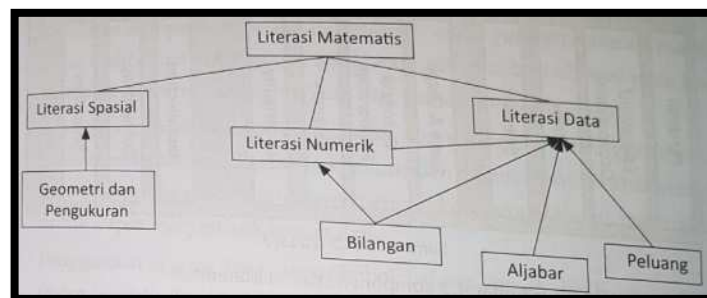 Literasi Matematis
Literasi Spasial
Literasi Numerik
Literasi Data
Geometri dan
Pengukuran
Bilangan
Aljabar
Peluang